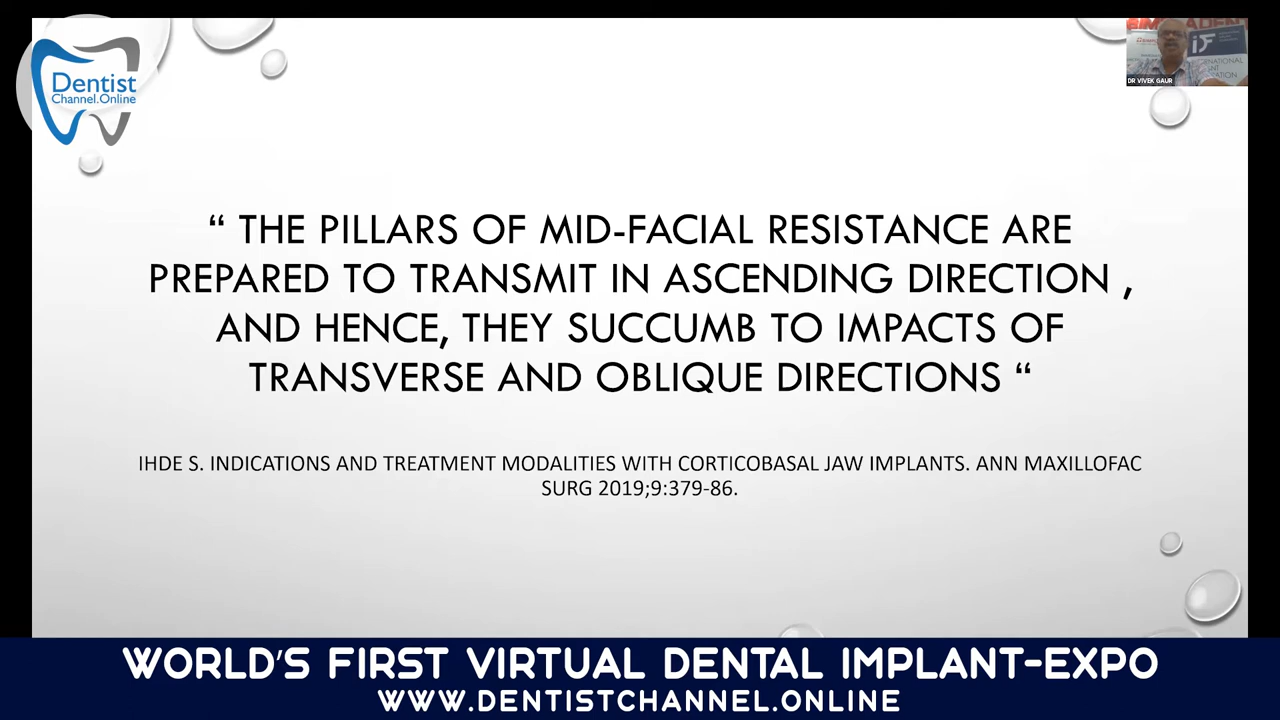 Dentist
Channel.Online
DR VIVEK GAUR
“ THE PILLARS OF MID-FACIAL RESISTANCE ARE
PREPARED TO TRANSMIT IN ASCENDING DIRECTION ,
AND HENCE, THEY SUCCUMB TO IMPACTS OF
TRANSVERSE AND OBLIQUE DIRECTIONS “
IHDE S. INDICATIONS AND TREATMENT MODALITIES WITH CORTICOBASAL JAW IMPLANTS. ANN MAXILLOFAC
SURG 2019;9:379-86.
WORLD'S FIRST VIRTUAL DENTAL IMPLANT-EXPO
WWW.DENTISTCHANNEL.ONLINE